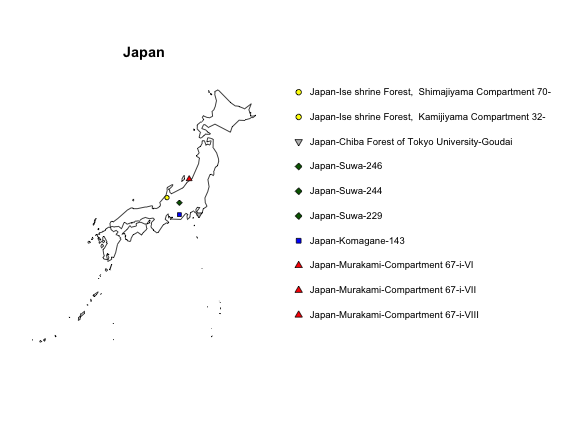 Japan
Japan-Ise shrine Forest,  Shimajiyama Compartment 70-
Japan-Ise shrine Forest,  Kamijiyama Compartment 32-
Japan-Chiba Forest of Tokyo University-Goudai
Japan-Suwa-246
Japan-Suwa-244
Japan-Suwa-229
Japan-Komagane-143
Japan-Murakami-Compartment 67-i-VI
Japan-Murakami-Compartment 67-i-VII
Japan-Murakami-Compartment 67-i-VIII